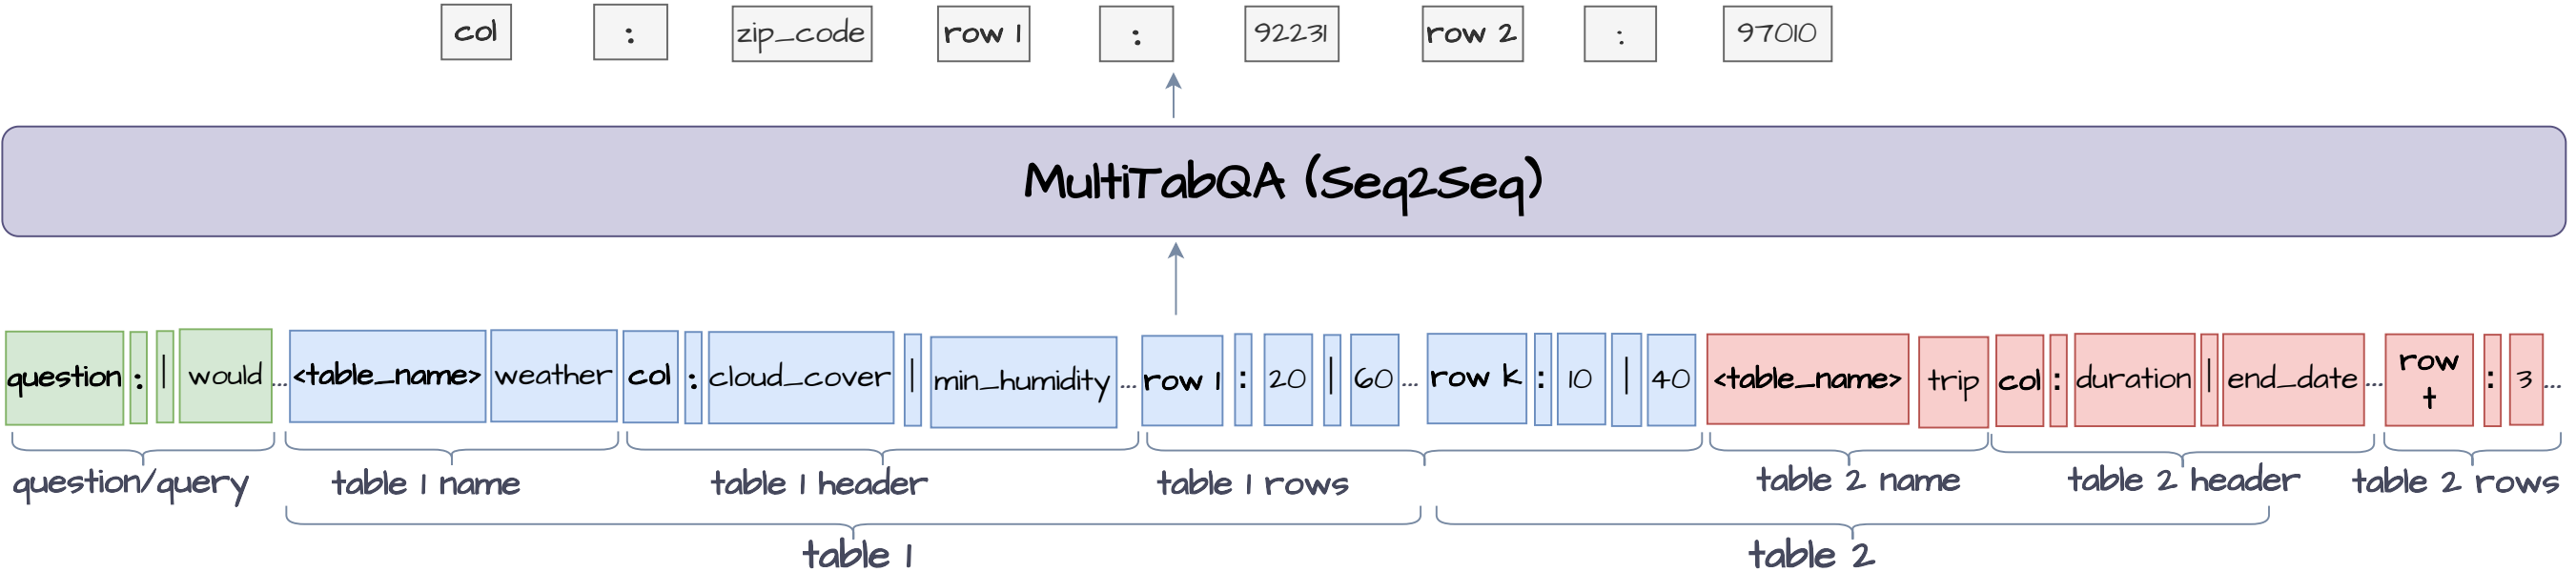 col : zip_code row 1 : 92231 row 2 : 97010
MultiTabQA (Seq2Seq)
question : | would ... <table_name> weather col : cloud_cover | min_humidity ... row 1 : 20 | 60 ... row k : 10 | 40 <table_name> trip col : duration | end_date ... row t : 3 ...
question/query table 1 name table 1 header table 1 rows table 2 name table 2 header table 2 rows
table 1 table 2